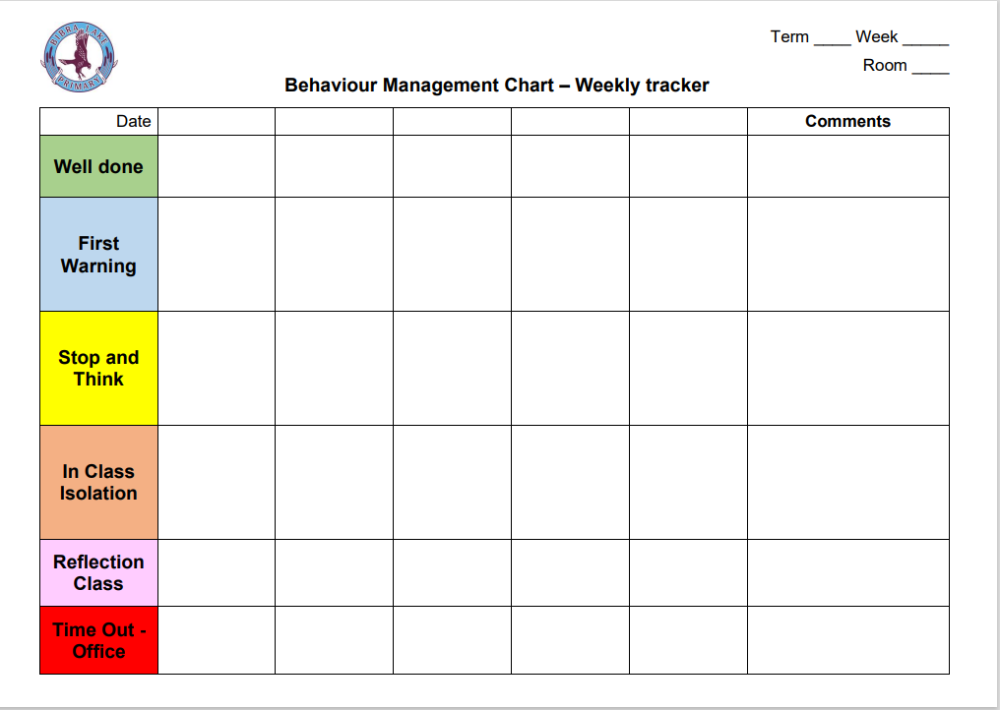 BIBRA LAKE
PRIMARY
Term ____ Week _____
Room ____
Behaviour Management Chart – Weekly tracker
Date
Comments
Well done
First
Warning
Stop and
Think
In Class
Isolation
Reflection
Class
Time Out -
Office